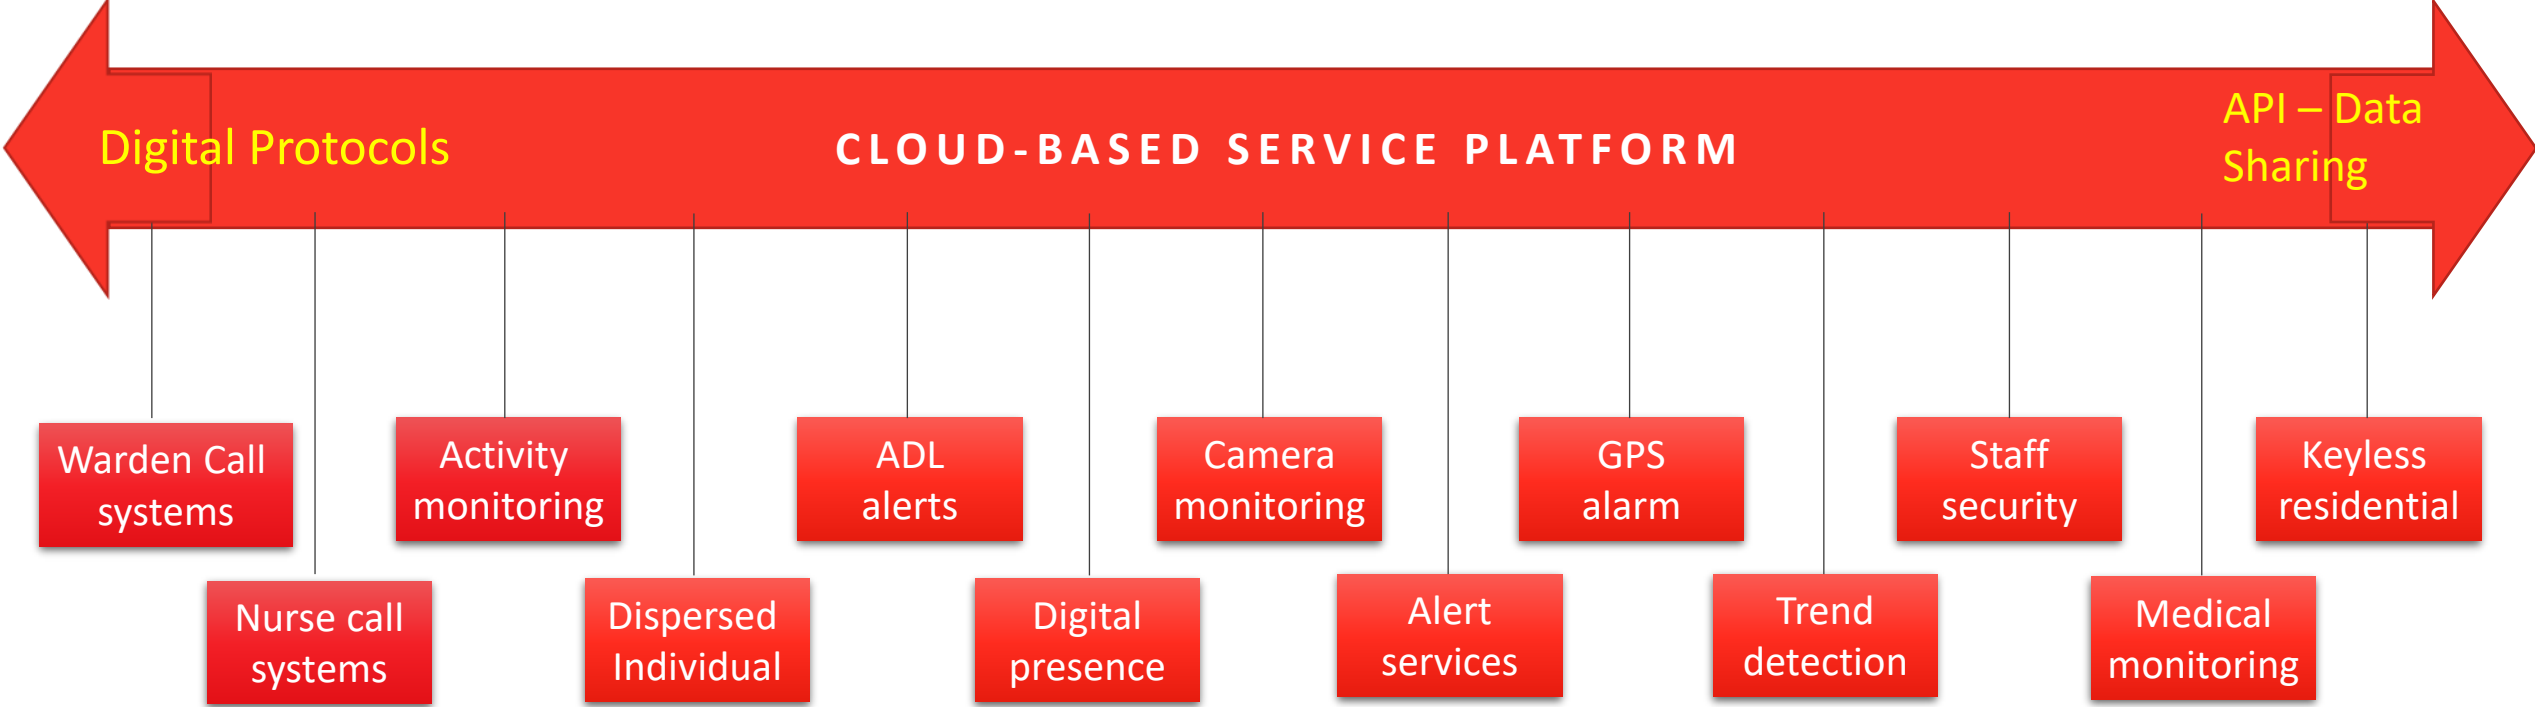 Digital Protocols
CLOUD-BASED SERVICE PLATFORM
API – Data
Sharing
Warden Call
systems
Nurse call
systems
Activity
monitoring
Dispersed
Individual
ADL
alerts
Digital
presence
Camera
monitoring
Alert
services
GPS
alarm
Trend
detection
Staff
security
Medical
monitoring
Keyless
residential